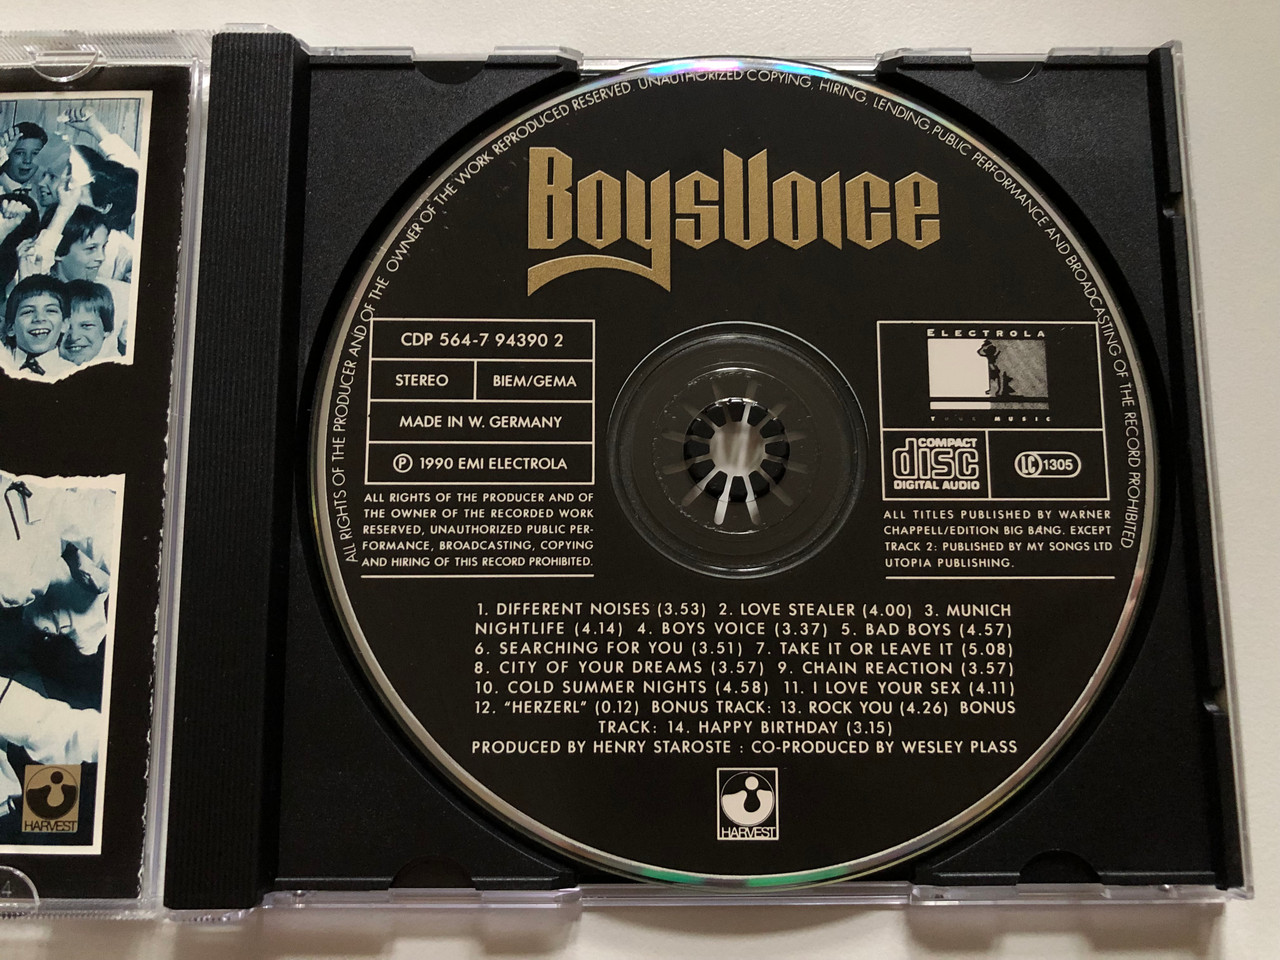 ALL RIGHTS OF THE PRODUCER AND OF THE OWNER OF THE WORK REPRODUCED RESERVED. UNAUTHORIZED COPYING, HIRING, LENDING, PUBLIC PERFORMANCE AND BROADCASTING OF THE RECORD PROHIBITED
BoysVoice
CDP 564-7 94390 2
STEREO BIEM/GEMA
MADE IN W. GERMANY
Ⓟ 1990 EMI ELECTROLA
ALL RIGHTS OF THE PRODUCER AND OF
THE OWNER OF THE RECORDED WORK
RESERVED, UNAUTHORIZED PUBLIC PER-
FORMANCE, BROADCASTING, COPYING
AND HIRING OF THIS RECORD PROHIBITED.
ELECTROLA
MUSIC
COMPACT
disc
DIGITAL AUDIO
LC 1305
ALL TITLES PUBLISHED BY WARNER
CHAPPELL/EDITION BIG BANG. EXCEPT
TRACK 2: PUBLISHED BY MY SONGS LTD
UTOPIA PUBLISHING.
1. DIFFERENT NOISES (3.53) 2. LOVE STEALER (4.00) 3. MUNICH
NIGHTLIFE (4.14) 4. BOYS VOICE (3.37) 5. BAD BOYS (4.57)
6. SEARCHING FOR YOU (3.51) 7. TAKE IT OR LEAVE IT (5.08)
8. CITY OF YOUR DREAMS (3.57) 9. CHAIN REACTION (3.57)
10. COLD SUMMER NIGHTS (4.58) 11. I LOVE YOUR SEX (4.11)
12. “HERZERL” (0.12) BONUS TRACK: 13. ROCK YOU (4.26) BONUS
TRACK: 14. HAPPY BIRTHDAY (3.15)
PRODUCED BY HENRY STAROSTE : CO-PRODUCED BY WESLEY PLASS
HARVEST
HARVEST
4